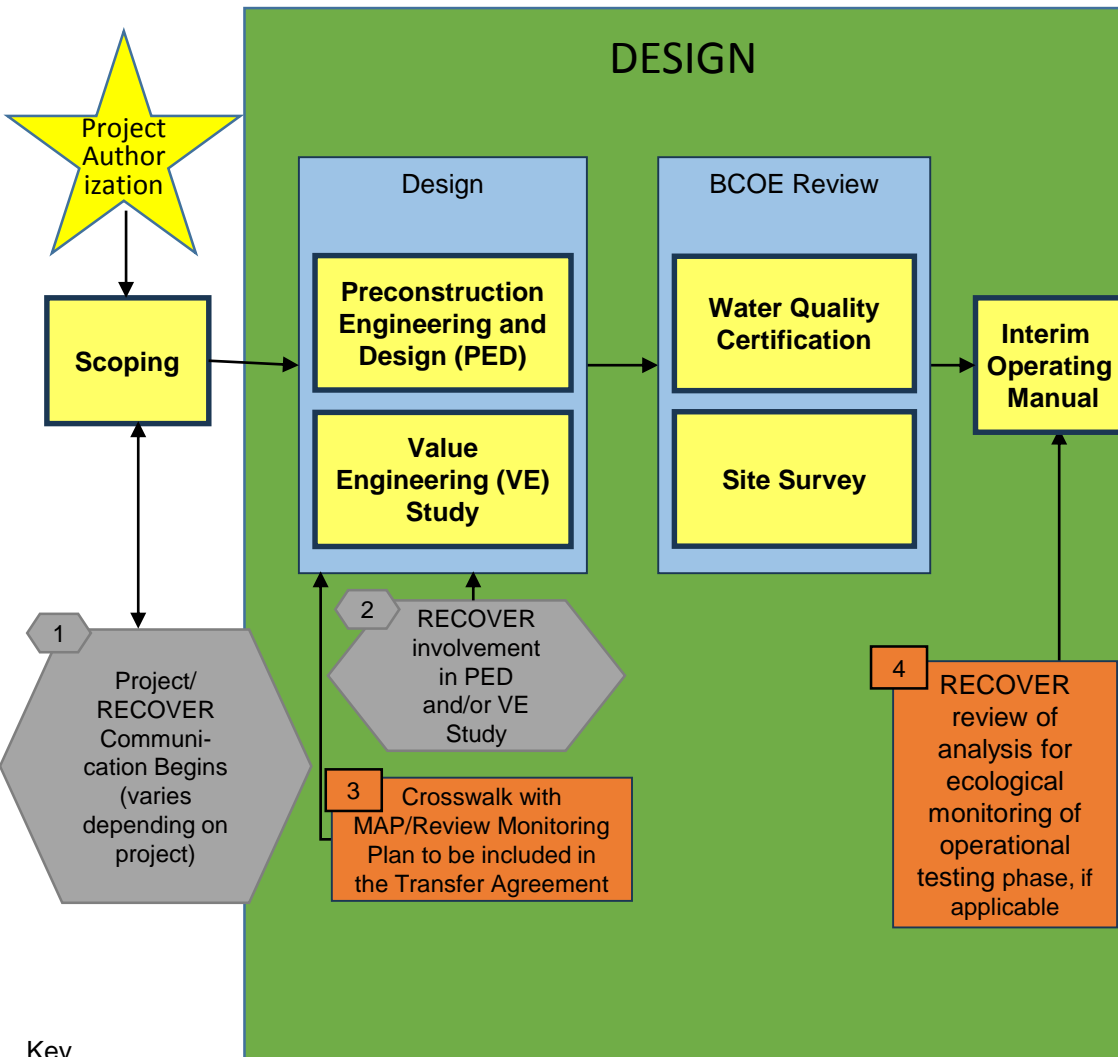 DESIGN
Project
Author
ization
Scoping
Design
Preconstruction
Engineering and
Design (PED)
Value
Engineering (VE)
Study
BCOE Review
Water Quality
Certification
Site Survey
Interim
Operating
Manual
1
Project/
RECOVER
Communi-
cation Begins
(varies
depending on
project)
2
RECOVER
involvement
in PED
and/or VE
Study
3
Crosswalk with
MAP/Review Monitoring
Plan to be included in
the Transfer Agreement
4
RECOVER
review of
analysis for
ecological
monitoring of
operational
testing phase, if
applicable
Key